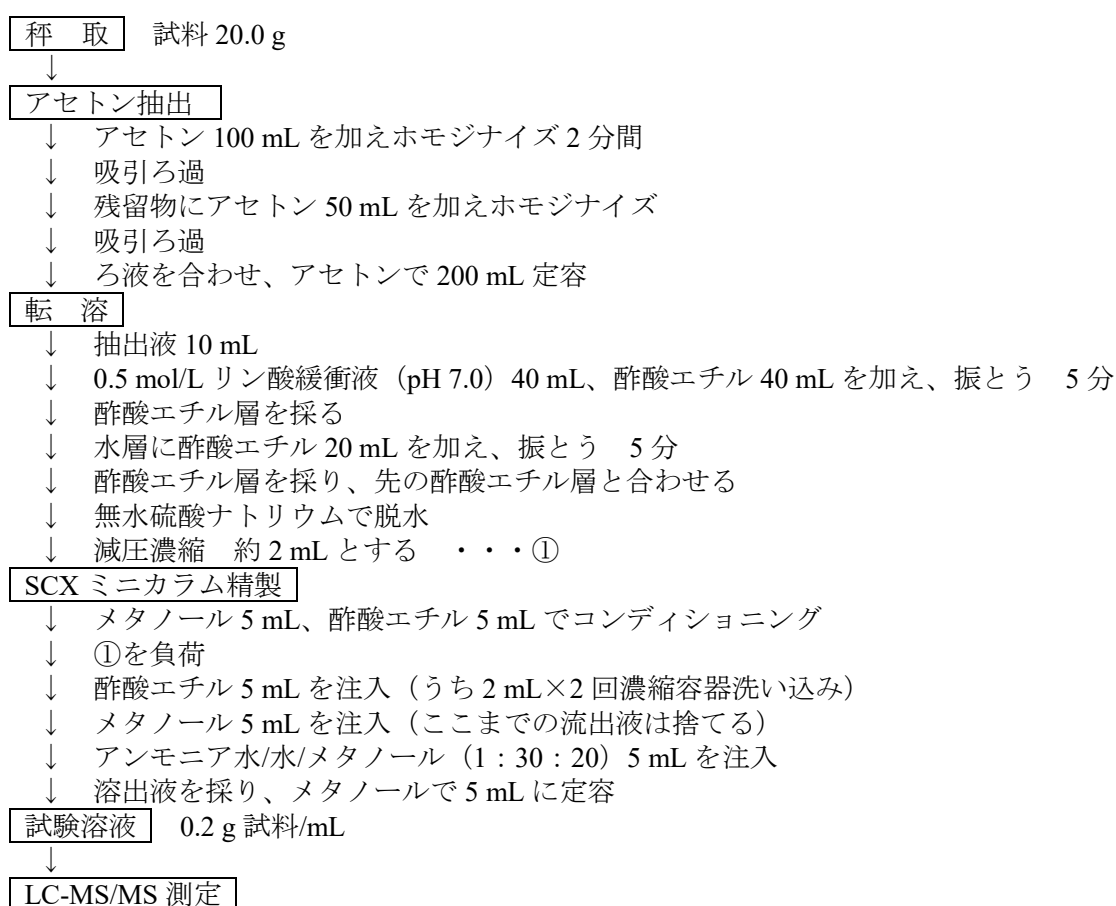 秤　取　試料 20.0 g
↓
アセトン抽出
↓　アセトン 100 mL を加えホモジナイズ 2 分間
↓　吸引ろ過
↓　残留物にアセトン 50 mL を加えホモジナイズ
↓　吸引ろ過
↓　ろ液を合わせ、アセトンで 200 mL 定容
転　溶
↓　抽出液 10 mL
↓　0.5 mol/L リン酸緩衝液（pH 7.0）40 mL、酢酸エチル 40 mL を加え、振とう　5 分
↓　酢酸エチル層を採る
↓　水層に酢酸エチル 20 mL を加え、振とう　5 分
↓　酢酸エチル層を採り、先の酢酸エチル層と合わせる
↓　無水硫酸ナトリウムで脱水
↓　減圧濃縮　約 2 mL とする　・・・①
SCX ミニカラム精製
↓　メタノール 5 mL、酢酸エチル 5 mL でコンディショニング
↓　①を負荷
↓　酢酸エチル 5 mL を注入（うち 2 mL×2 回濃縮容器洗い込み）
↓　メタノール 5 mL を注入（ここまでの流出液は捨てる）
↓　アンモニア水/水/メタノール（1：30：20）5 mL を注入
↓　溶出液を採り、メタノールで 5 mL に定容
試験溶液　0.2 g 試料/mL
↓
LC-MS/MS 測定